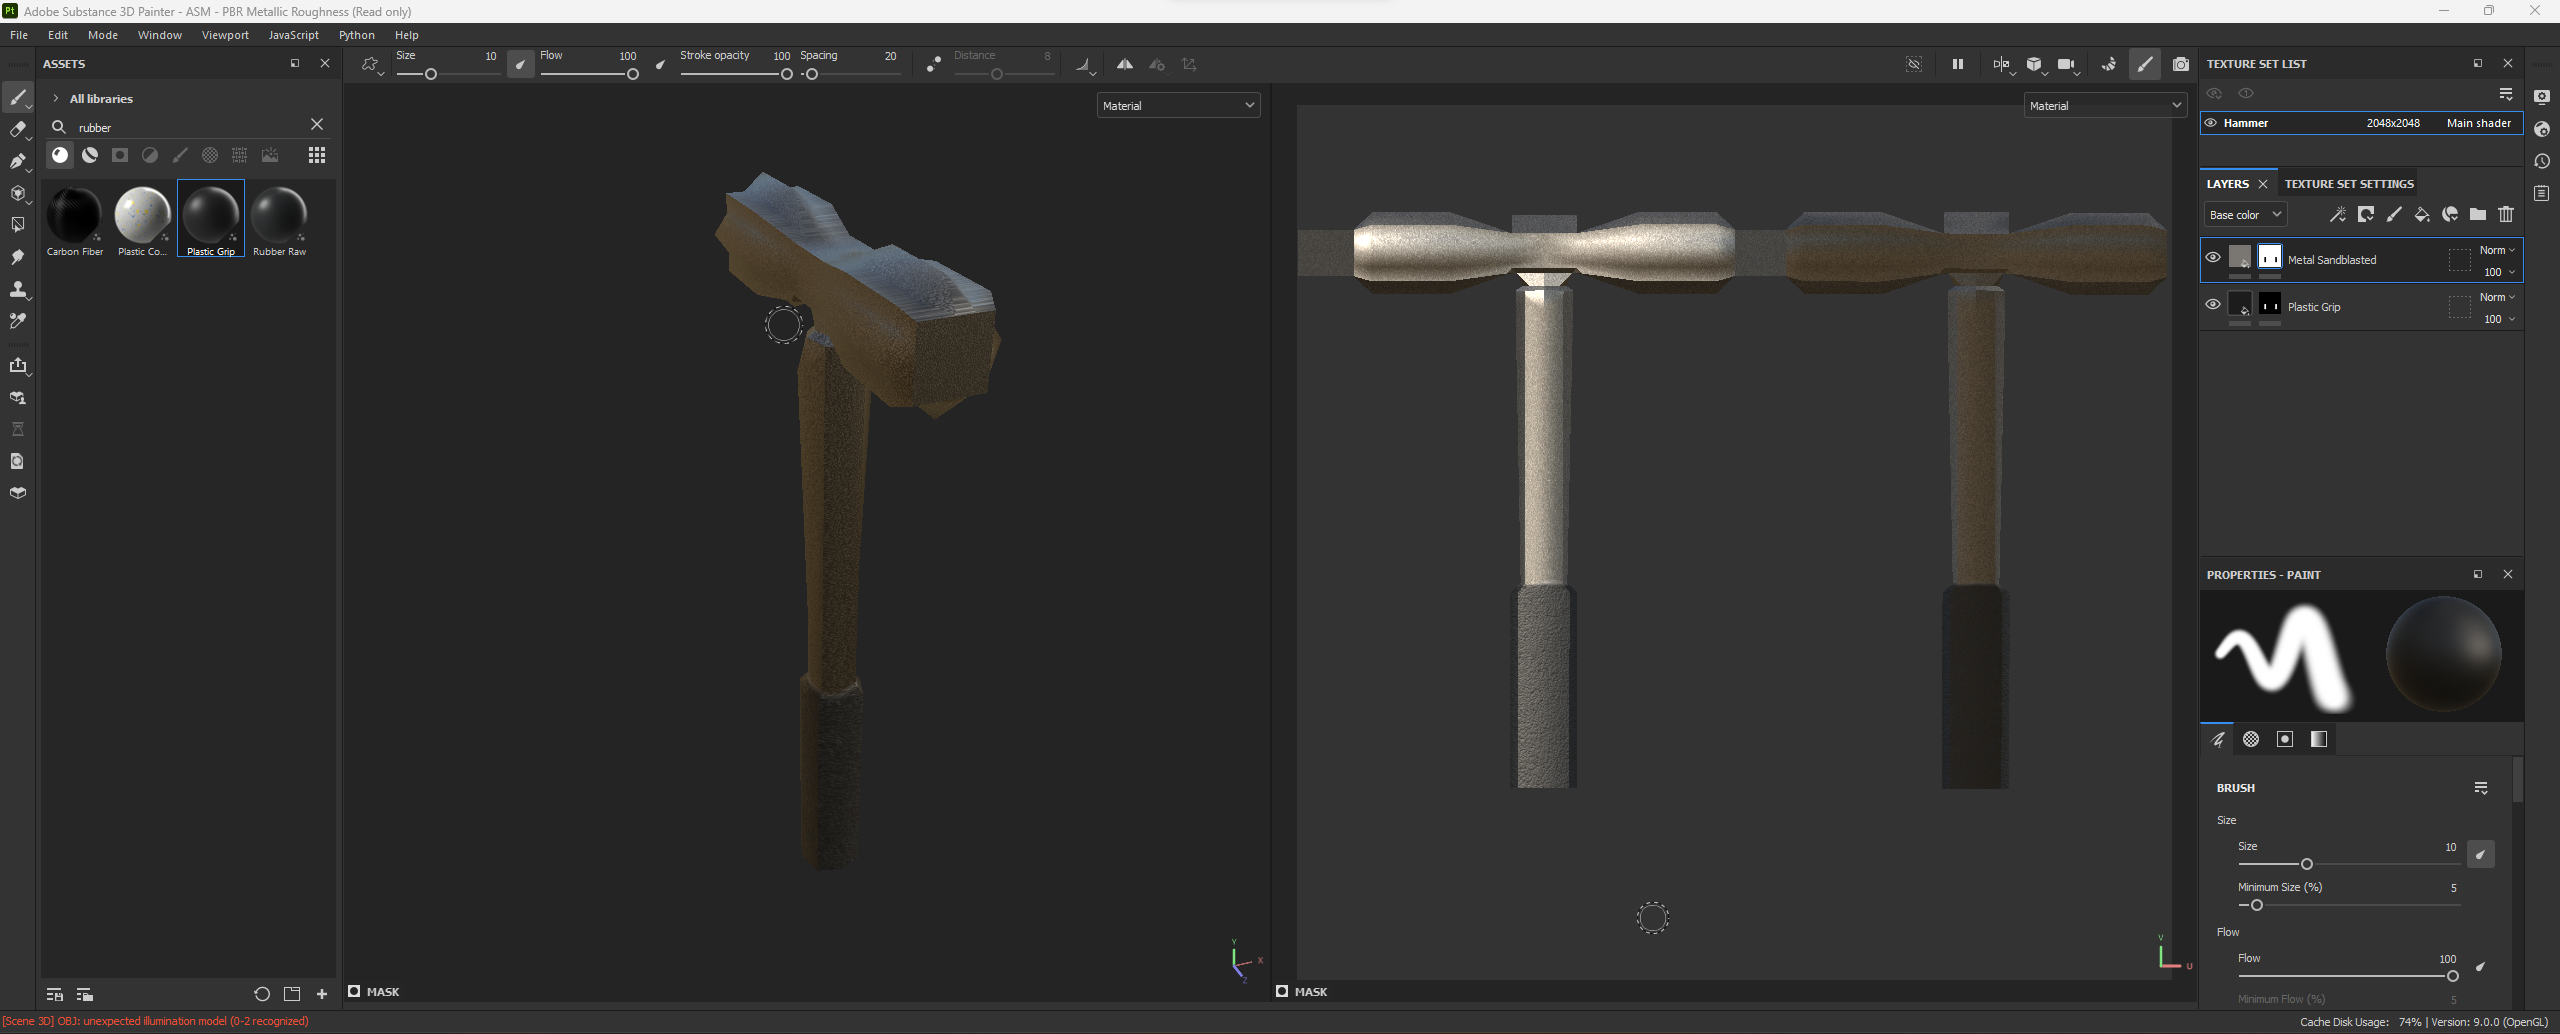 Pt Adobe Substance 3D Painter - ASM - PBR Metallic Roughness (Read only)
File Edit Mode Window Viewport JavaScript Python Help
ASSETS
All libraries
rubber
Carbon Fiber Plastic Co... Plastic Grip Rubber Raw
Size 10 Flow 100 Stroke opacity 100 Spacing 20 Distance 8
Material
Y
X
Z
MASK
Material
V
U
MASK
TEXTURE SET LIST
Hammer 2048x2048 Main shader
LAYERS TEXTURE SET SETTINGS
Base color
Metal Sandblasted Norm
100
Plastic Grip Norm
100
PROPERTIES - PAINT
BRUSH
Size
Size 10
Minimum Size (%) 5
Flow
Flow 100
Minimum Flow (%) 5
[Scene 3D] OBJ: unexpected illumination model (0-2 recognized)
Cache Disk Usage: 74% | Version: 9.0.0 (OpenGL)